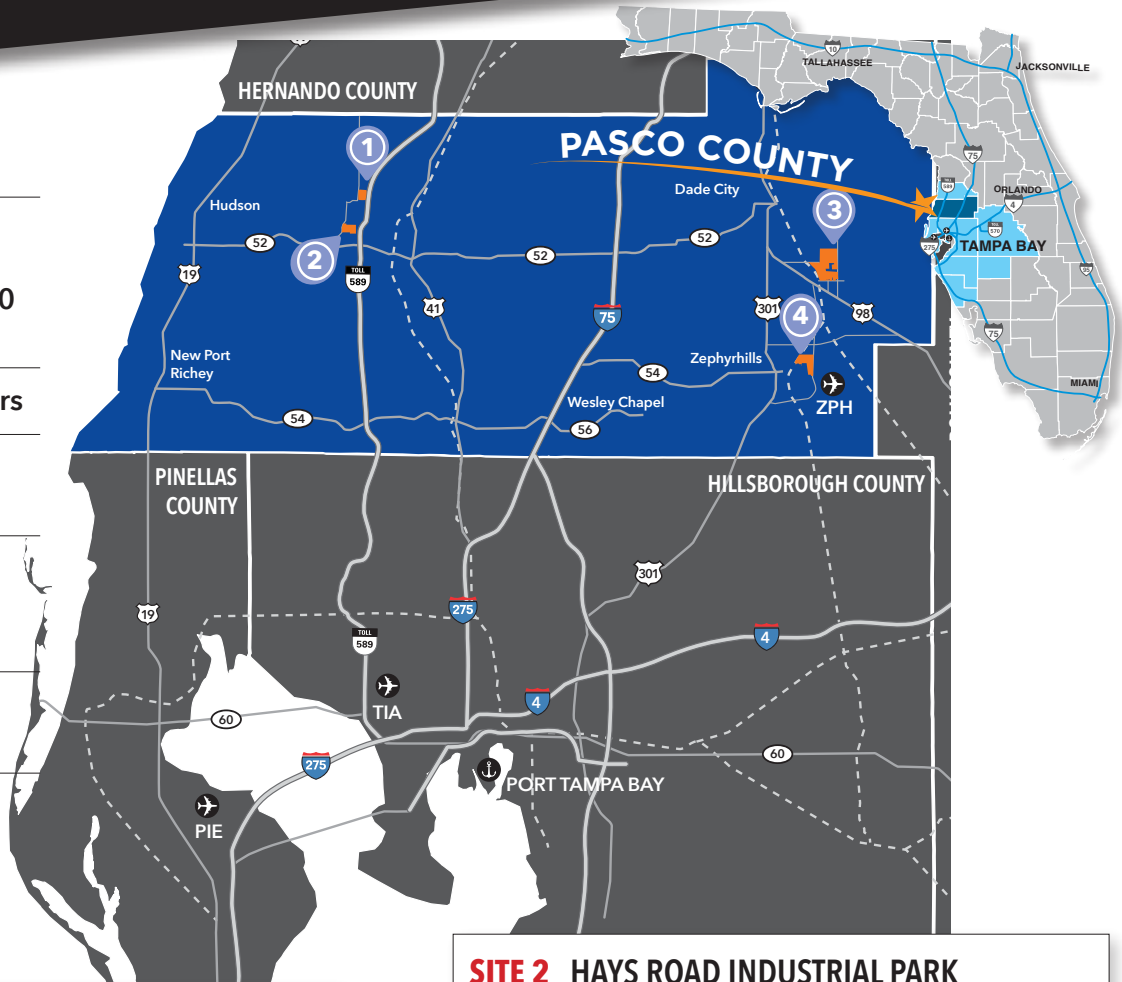 HERNANDO COUNTY
10
TALLAHASSEE
JACKSONVILLE
1
PASCO COUNTY
75
TOLL
589
ORLANDO
4
Hudson
Dade City
3
TOLL
570
52
52
52
2
275
TAMPA BAY
19
TOLL
589
95
0
41
75
301
4
98
75
New Port
Richey
Zephyrhills
rs
54
MIAMI
54
Wesley Chapel
56
ZPH
PINELLAS
COUNTY
HILLSBOROUGH COUNTY
301
19
275
TOLL
589
4
TIA
4
60
60
275
PORT TAMPA BAY
PIE
SITE 2 HAYS ROAD INDUSTRIAL PARK